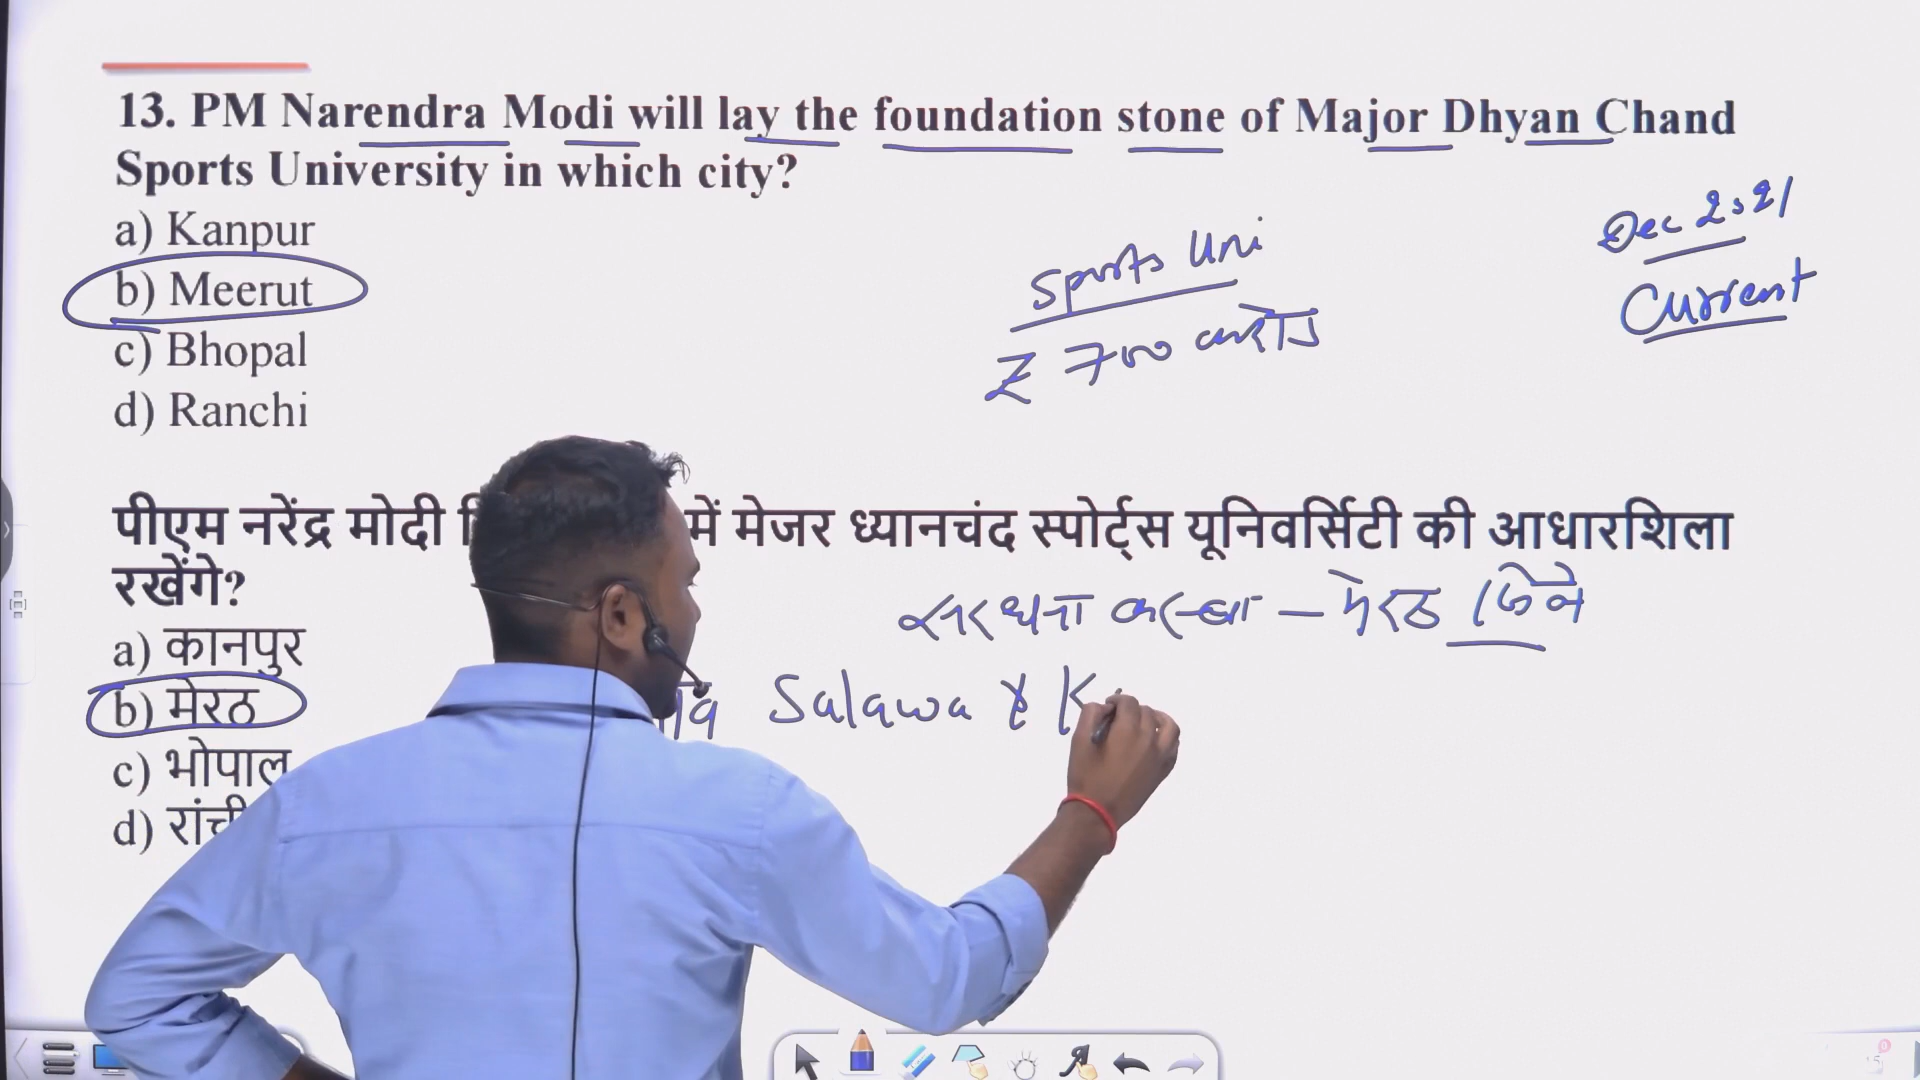 13. PM Narendra Modi will lay the foundation stone of Major Dhyan Chand
Sports University in which city?
a) Kanpur
b) Meerut
c) Bhopal
d) Ranchi
Dec 2021
Current
Sports Uni
₹ 700 करोड़
पीएम नरेंद्र मोदी में मेजर ध्यानचंद स्पोर्ट्स यूनिवर्सिटी की आधारशिला
रखेंगे?
a) कानपुर
b) मेरठ
c) भोपाल
d) रांची
सरधना कस्बा – मेरठ जिले
Salawa & K